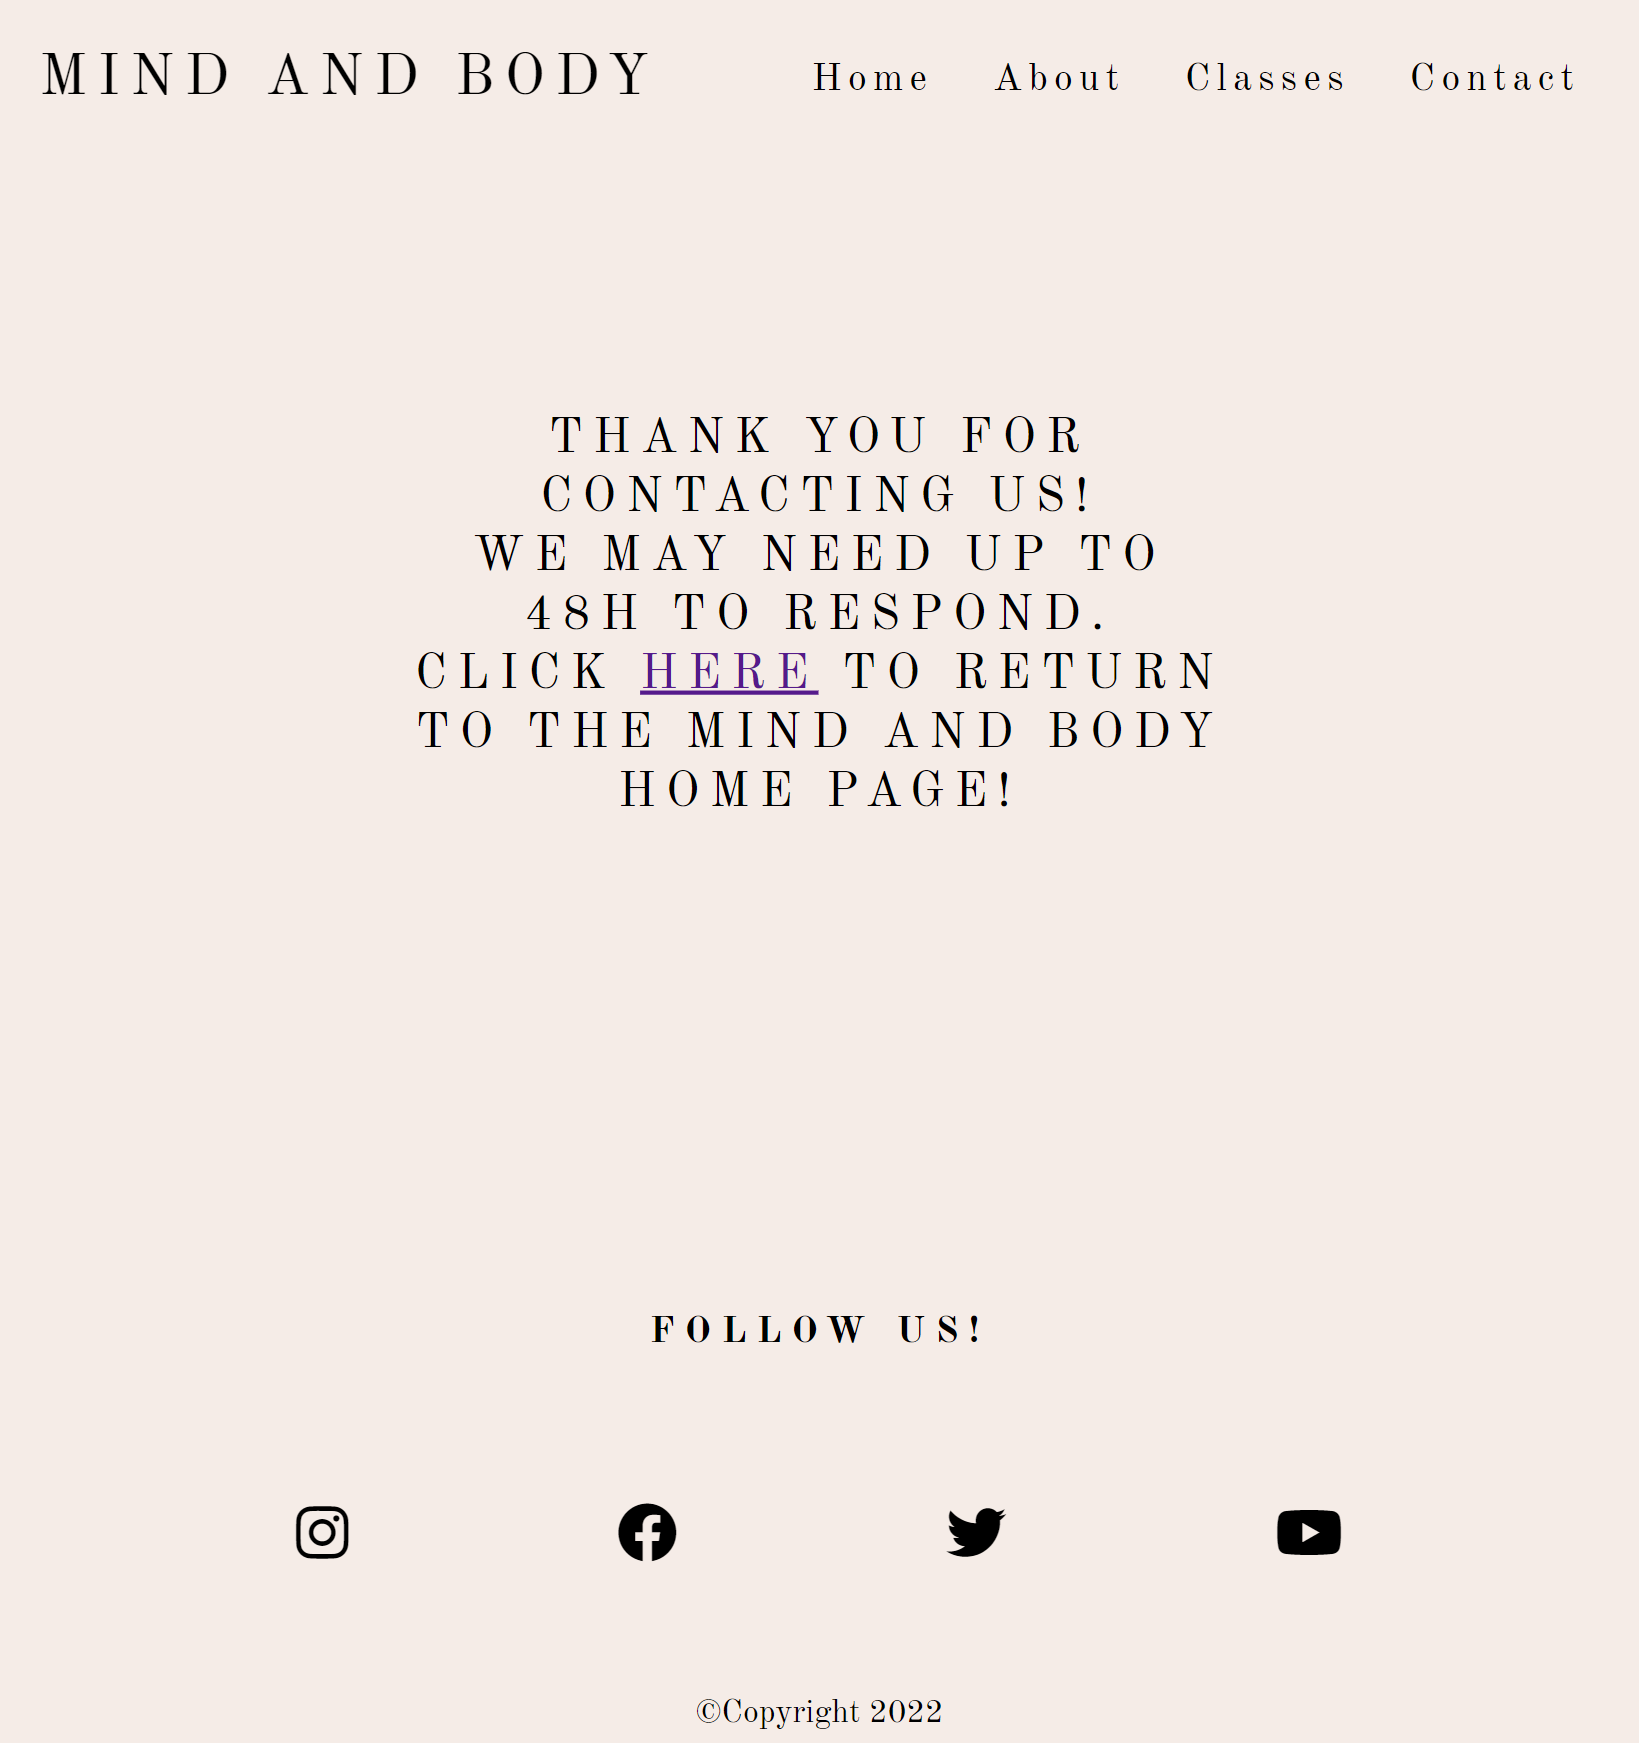 MIND AND BODY
Home About Classes Contact
THANK YOU FOR
CONTACTING US!
WE MAY NEED UP TO
48H TO RESPOND.
CLICK HERE TO RETURN
TO THE MIND AND BODY
HOME PAGE!
FOLLOW US!
©Copyright 2022